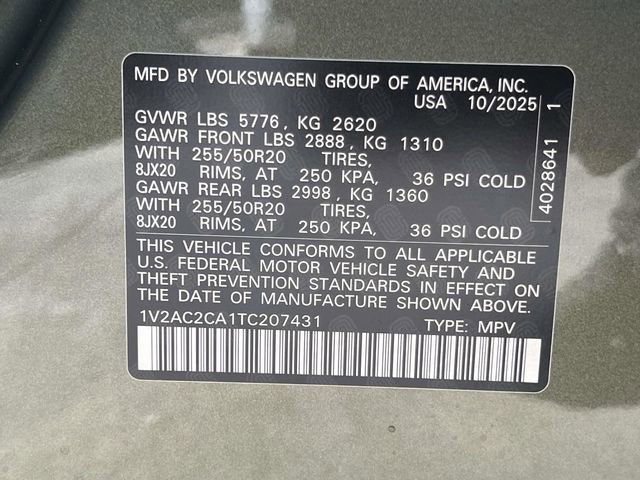 MFD BY VOLKSWAGEN GROUP OF AMERICA, INC.
USA 10/2025
GVWR LBS 5776, KG 2620
GAWR FRONT LBS 2888, KG 1310
WITH 255/50R20 TIRES,
8JX20 RIMS, AT 250 KPA, 36 PSI COLD
GAWR REAR LBS 2998, KG 1360
WITH 255/50R20 TIRES,
8JX20 RIMS, AT 250 KPA, 36 PSI COLD
4028641 1
THIS VEHICLE CONFORMS TO ALL APPLICABLE
U.S. FEDERAL MOTOR VEHICLE SAFETY AND
THEFT PREVENTION STANDARDS IN EFFECT ON
THE DATE OF MANUFACTURE SHOWN ABOVE.
1V2AC2CA1TC207431 TYPE: MPV